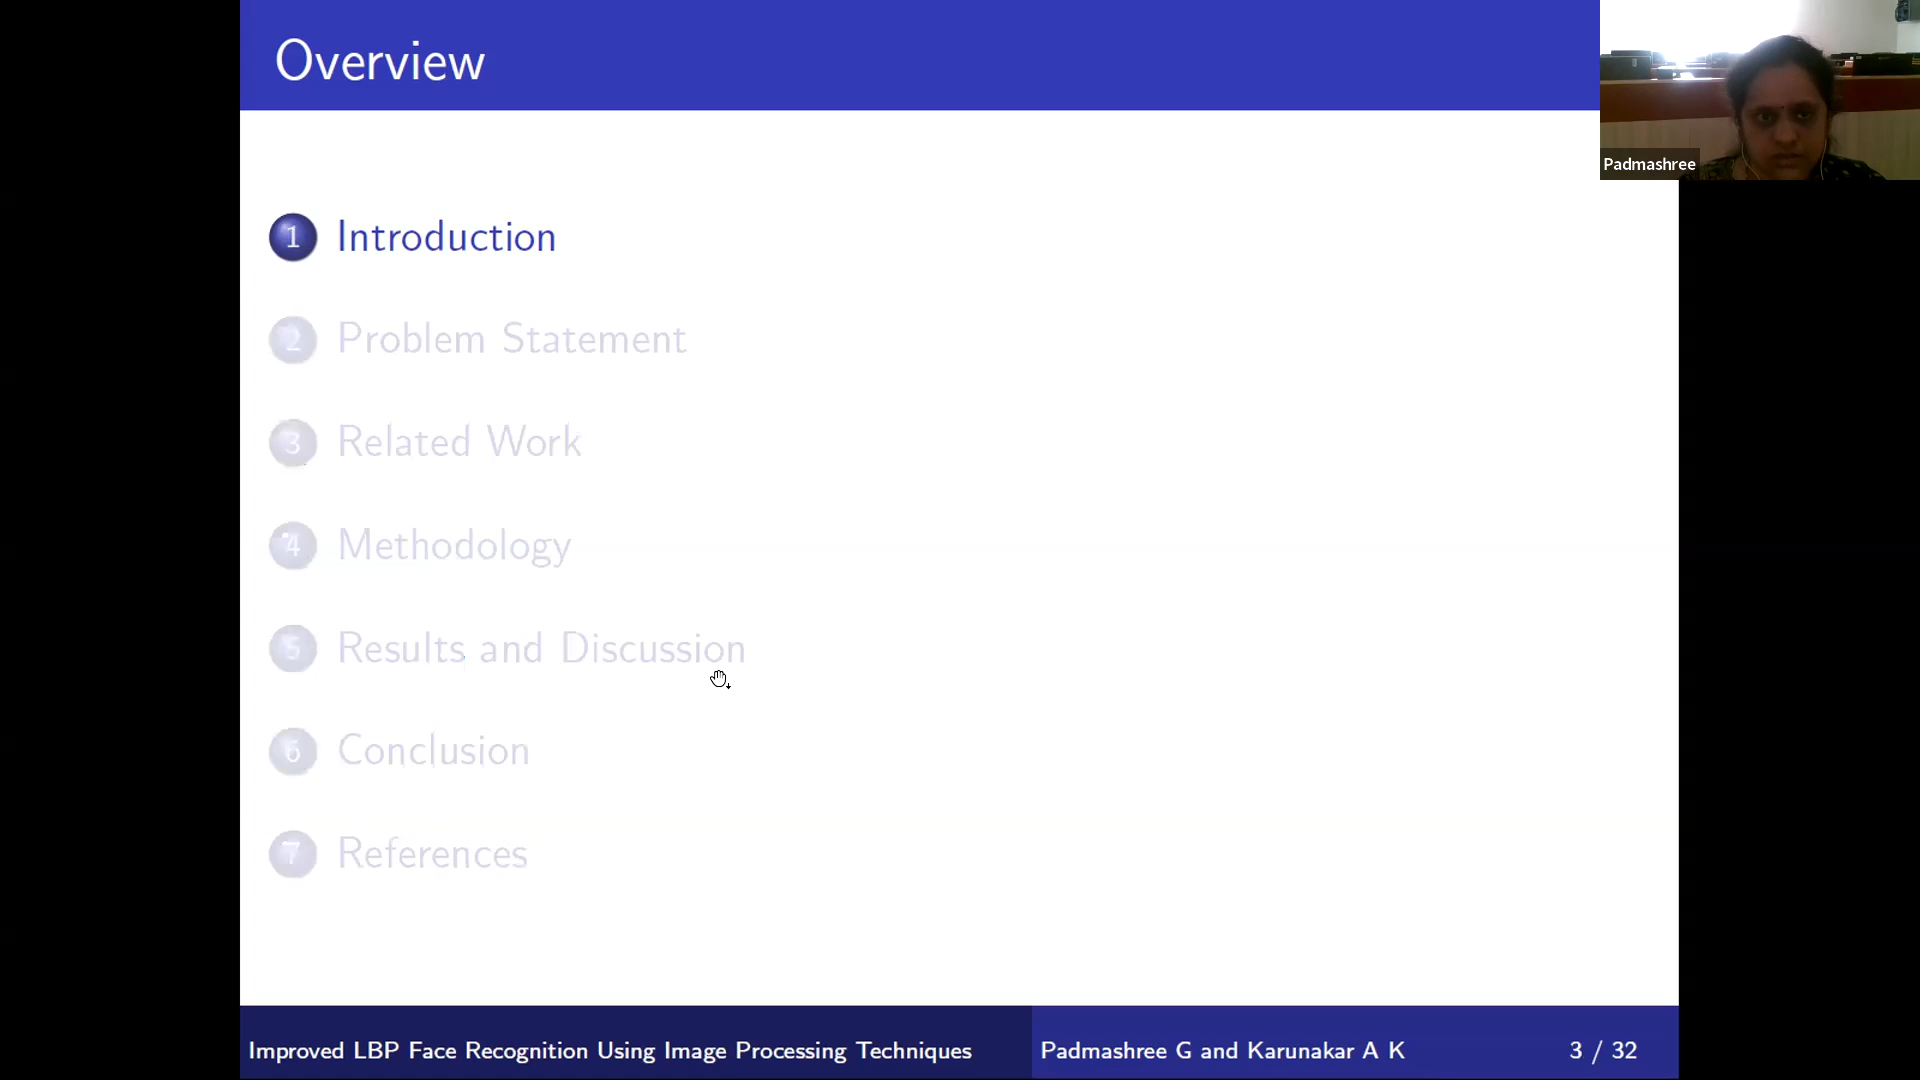 Overview
Padmashree
1 Introduction
2 Problem Statement
3 Related Work
4 Methodology
5 Results and Discussion
6 Conclusion
7 References
Improved LBP Face Recognition Using Image Processing Techniques Padmashree G and Karunakar A K 3 / 32